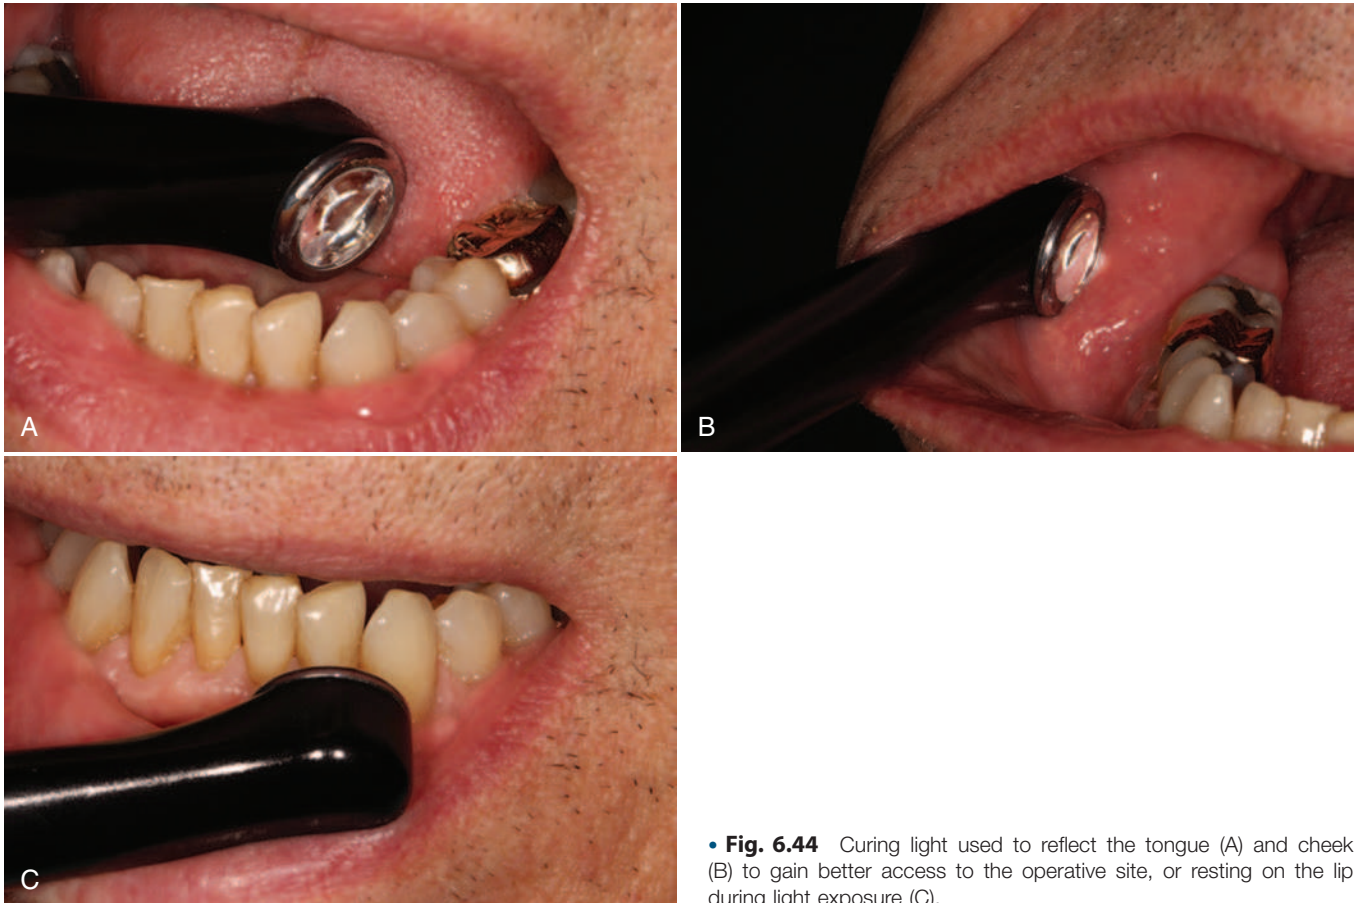 A
B
C
• Fig. 6.44 Curing light used to reflect the tongue (A) and cheek
(B) to gain better access to the operative site, or resting on the lip
during light exposure (C).